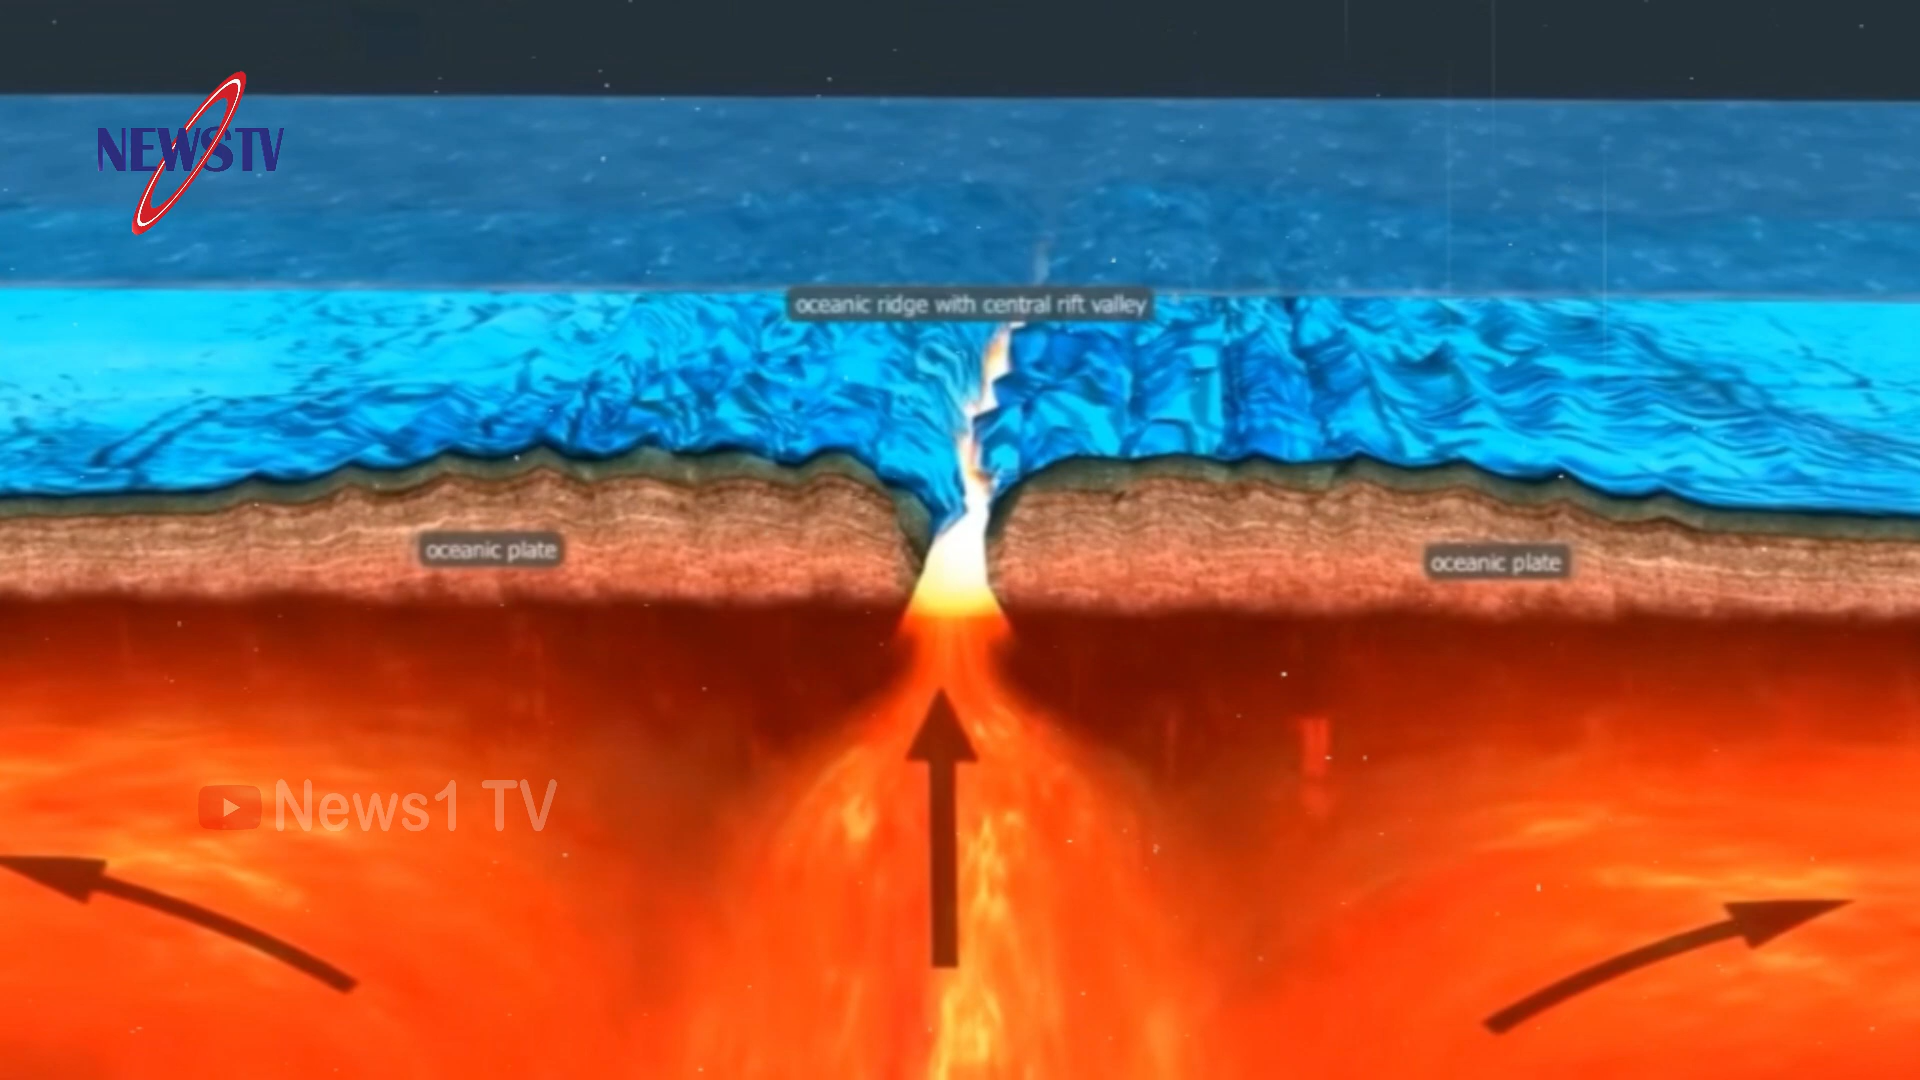 NEWSTV
oceanic ridge with central rift valley
oceanic plate
oceanic plate
News1 TV